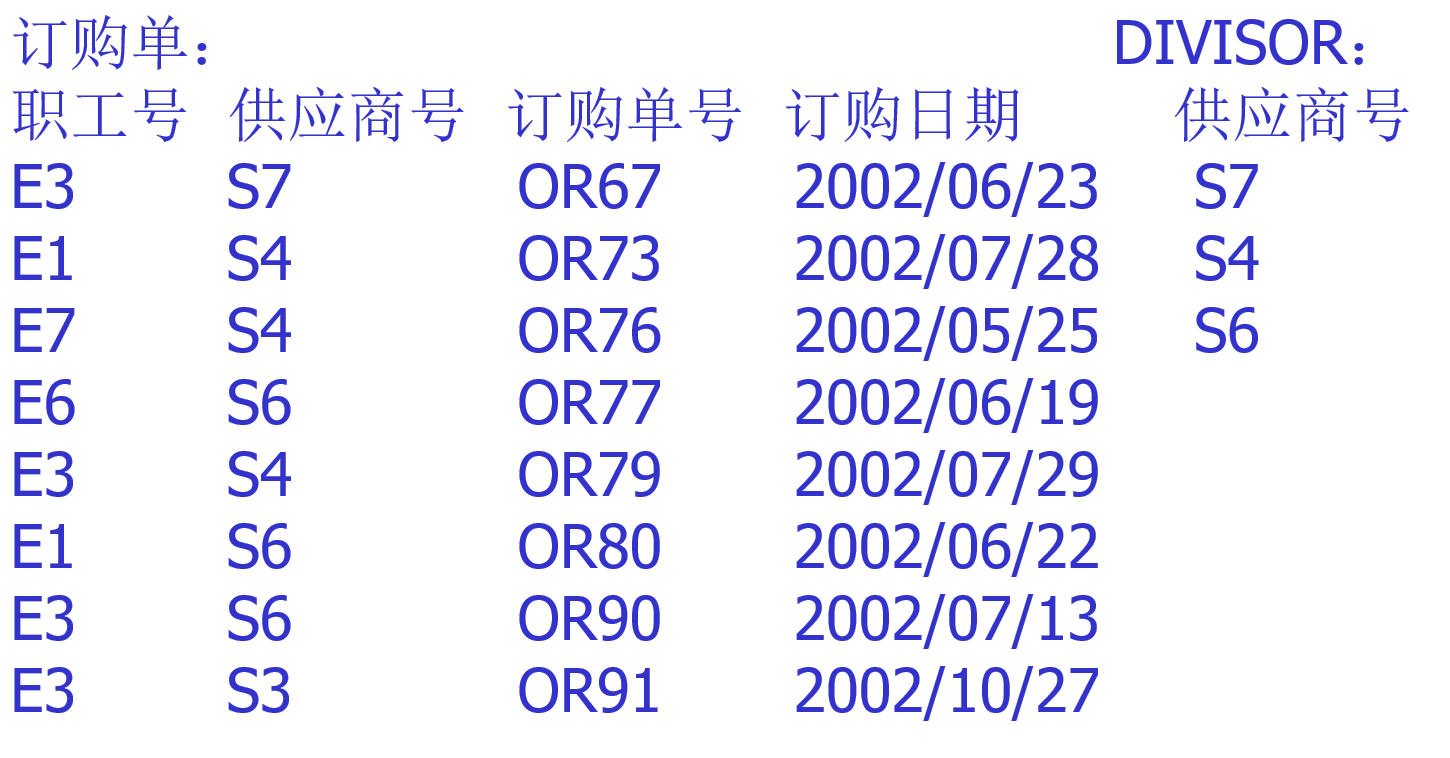 订购单： DIVISOR：
职工号 供应商号 订购单号 订购日期 供应商号
E3 S7 OR67 2002/06/23 S7
E1 S4 OR73 2002/07/28 S4
E7 S4 OR76 2002/05/25 S6
E6 S6 OR77 2002/06/19
E3 S4 OR79 2002/07/29
E1 S6 OR80 2002/06/22
E3 S6 OR90 2002/07/13
E3 S3 OR91 2002/10/27